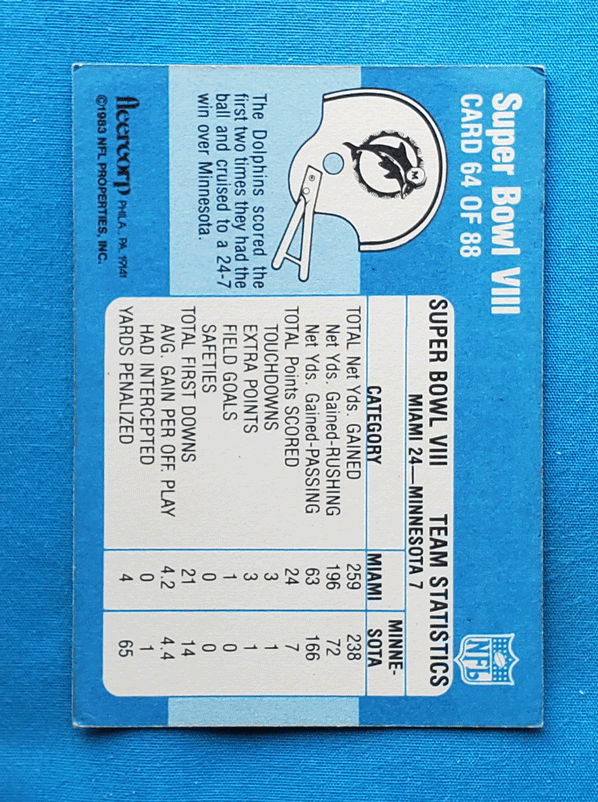 Super Bowl VIII
CARD 64 OF 88
NFL
M
The Dolphins scored the
first two times they had the
ball and cruised to a 24-7
win over Minnesota.
fleercorp PHILA. PA. 19141
©1983 NFL PROPERTIES, INC.
SUPER BOWL VIII TEAM STATISTICS
MIAMI 24—MINNESOTA 7
CATEGORY MIAMI MINNE-
SOTA
TOTAL Net Yds. GAINED 259 238
Net Yds. Gained-RUSHING 196 72
Net Yds. Gained-PASSING 63 166
TOTAL Points SCORED 24 7
TOUCHDOWNS 3 1
EXTRA POINTS 3 1
FIELD GOALS 1 0
SAFETIES 0 0
TOTAL FIRST DOWNS 21 14
AVG. GAIN PER OFF. PLAY 4.2 4.4
HAD INTERCEPTED 0 1
YARDS PENALIZED 4 65